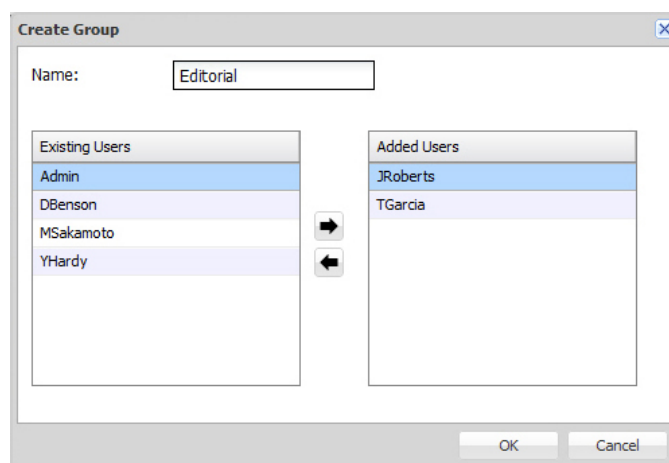 Create Group
Name: Editorial
Existing Users
Admin
DBenson
MSakamoto
YHardy
Added Users
JRoberts
TGarcia
OK Cancel